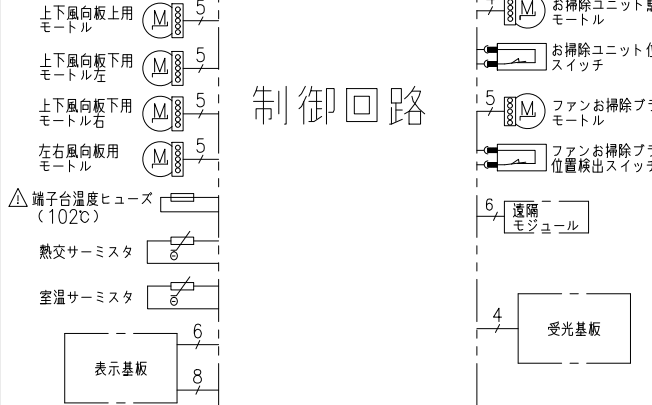 上下風向板上用
モートル
5
M
上下風向板下用
モートル左
5
M
上下風向板下用
モートル右
5
M
左右風向板用
モートル
5
M
端子台温度ヒューズ
(102℃)
熱交サーミスタ
θ
室温サーミスタ
θ
表示基板
6
8
制御回路
M
お掃除ユニット
モートル
お掃除ユニット
スイッチ
5
M
ファンお掃除ブラ
モートル
ファンお掃除ブラ
位置検出スイッチ
6
遠隔
モジュール
4
受光基板